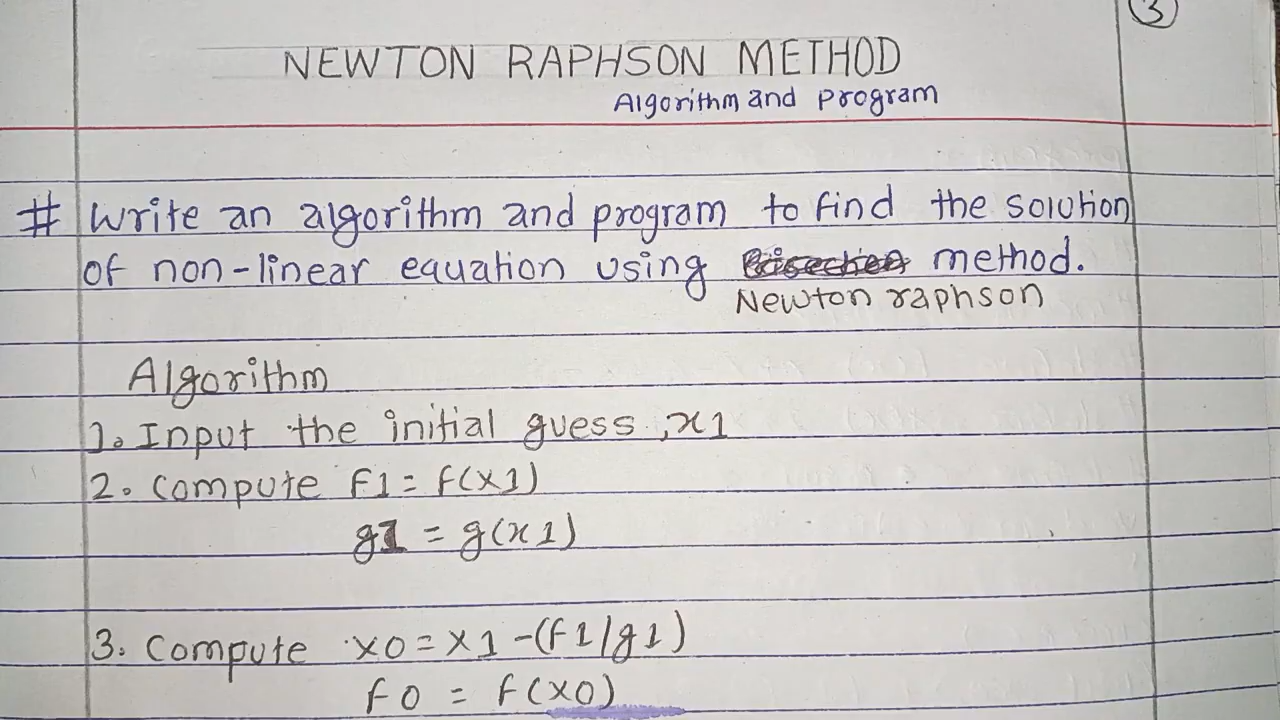 3
NEWTON RAPHSON METHOD
Algorithm and program
# Write an algorithm and program to find the solution
of non-linear equation using Bisection method.
Newton raphson
Algorithm
1. Input the initial guess, x1
2. Compute F1 = f(x1)
g1 = g(x1)
3. Compute x0 = x1 - (f1/g1)
f0 = f(x0)